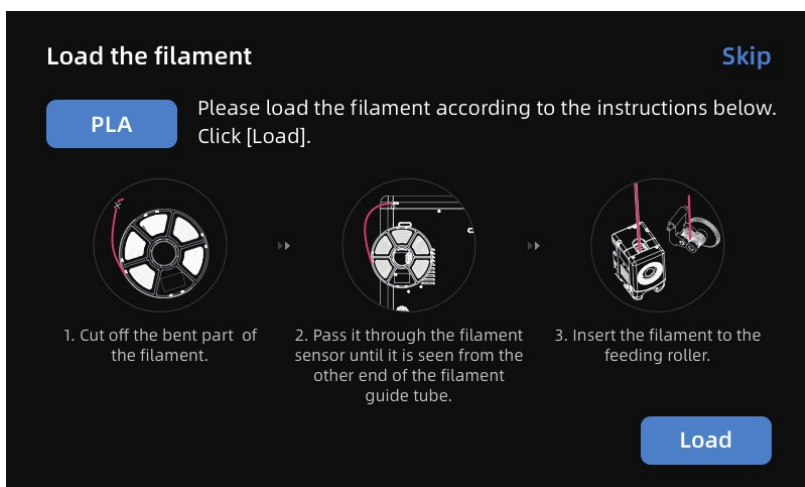 Load the filament
Skip
PLA
Please load the filament according to the instructions below.
Click [Load].
1. Cut off the bent part of
the filament.
2. Pass it through the filament
sensor until it is seen from the
other end of the filament
guide tube.
3. Insert the filament to the
feeding roller.
Load